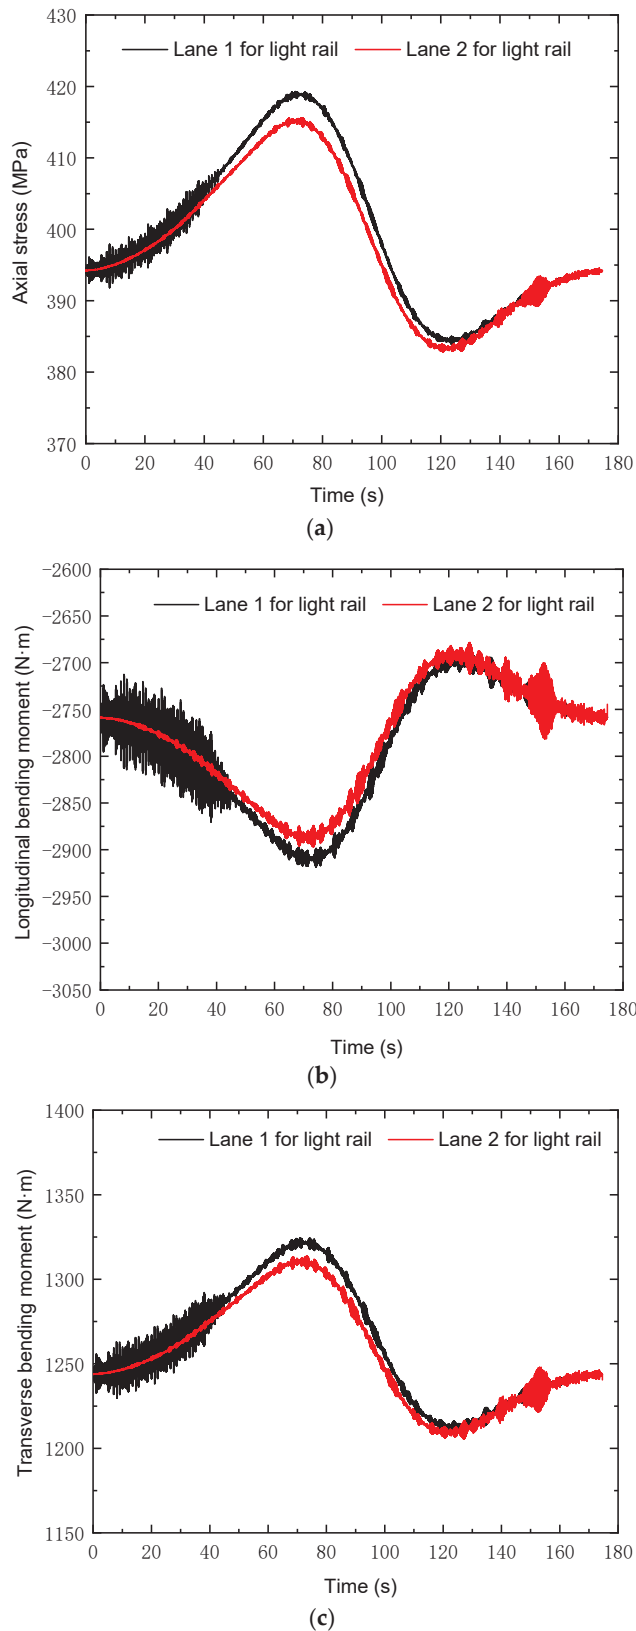 430
Lane 1 for light rail Lane 2 for light rail
420
410
400
390
380
370
Axial stress (MPa)
0 20 40 60 80 100 120 140 160 180
Time (s)
(a)
−2600
Lane 1 for light rail Lane 2 for light rail
−2650
−2700
−2750
−2800
−2850
−2900
−2950
−3000
−3050
Longitudinal bending moment (N·m)
0 20 40 60 80 100 120 140 160 180
Time (s)
(b)
1400
Lane 1 for light rail Lane 2 for light rail
1350
1300
1250
1200
1150
Transverse bending moment (N·m)
0 20 40 60 80 100 120 140 160 180
Time (s)
(c)